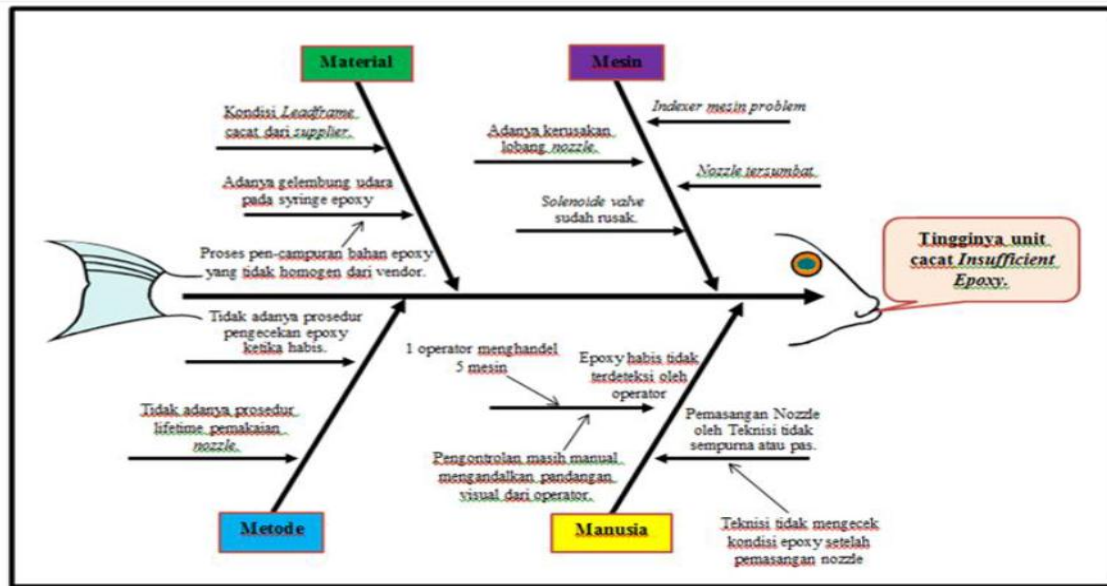 Material
Mesin
Kondisi Leadframe
cacat dari supplier.
Indexer mesin problem
Adanya kerusakan
lobang nozzle.
Adanya gelembung udara
pada syringe epoxy
Nozzle tersumbat.
Solenoide valve
sudah rusak.
Proses pen-campuran bahan epoxy
yang tidak homogen dari vendor.
Tingginya unit
cacat Insufficient
Epoxy.
Tidak adanya prosedur
pengecekan epoxy
ketika habis.
1 operator menghandel
5 mesin
Epoxy habis tidak
terdeteksi oleh
operator
Tidak adanya prosedur
lifetime pemakaian
nozzle.
Pemasangan Nozzle
oleh Teknisi tidak
sempurna atau pas.
Pengontrolan masih manual
mengandalkan pandangan
visual dari operator.
Metode
Manusia
Teknisi tidak mengecek
kondisi epoxy setelah
pemasangan nozzle